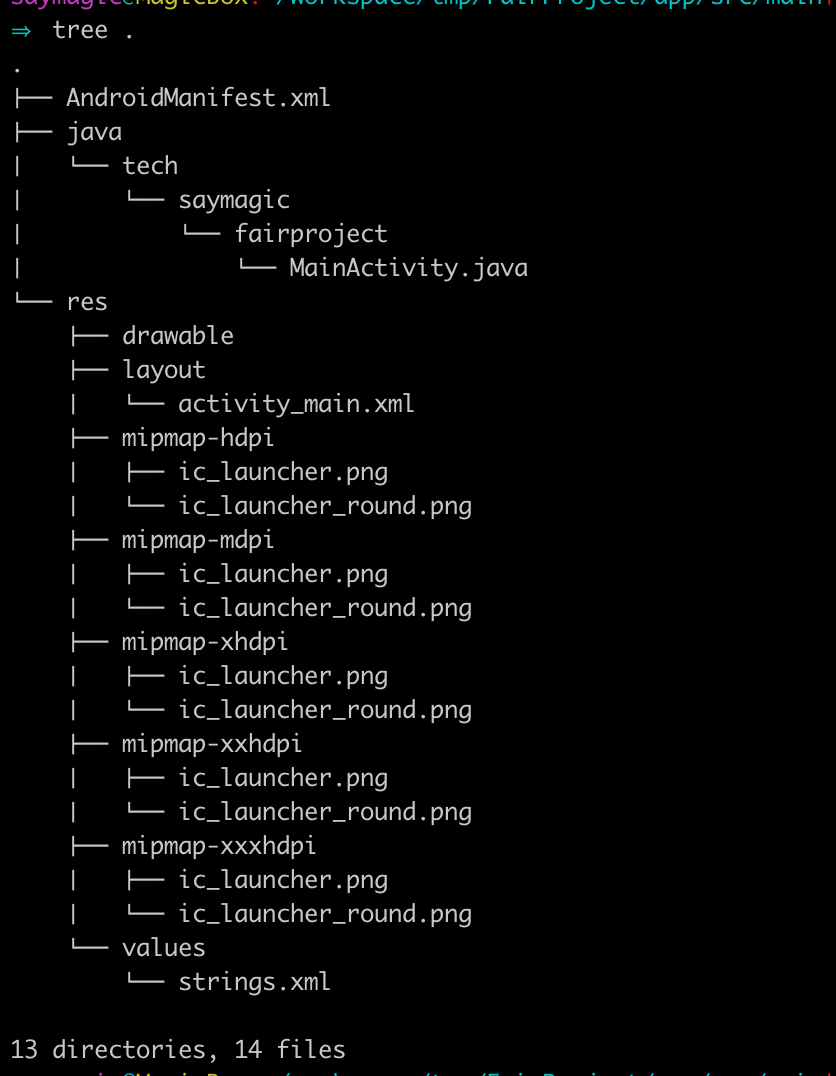 saymagic@MagicBox:~/workspace/tmp/FairProject/app/src/main
⇒ tree .
.
├── AndroidManifest.xml
├── java
│   └── tech
│       └── saymagic
│           └── fairproject
│               └── MainActivity.java
└── res
    ├── drawable
    ├── layout
    │   └── activity_main.xml
    ├── mipmap-hdpi
    │   ├── ic_launcher.png
    │   └── ic_launcher_round.png
    ├── mipmap-mdpi
    │   ├── ic_launcher.png
    │   └── ic_launcher_round.png
    ├── mipmap-xhdpi
    │   ├── ic_launcher.png
    │   └── ic_launcher_round.png
    ├── mipmap-xxhdpi
    │   ├── ic_launcher.png
    │   └── ic_launcher_round.png
    ├── mipmap-xxxhdpi
    │   ├── ic_launcher.png
    │   └── ic_launcher_round.png
    └── values
        └── strings.xml
13 directories, 14 files